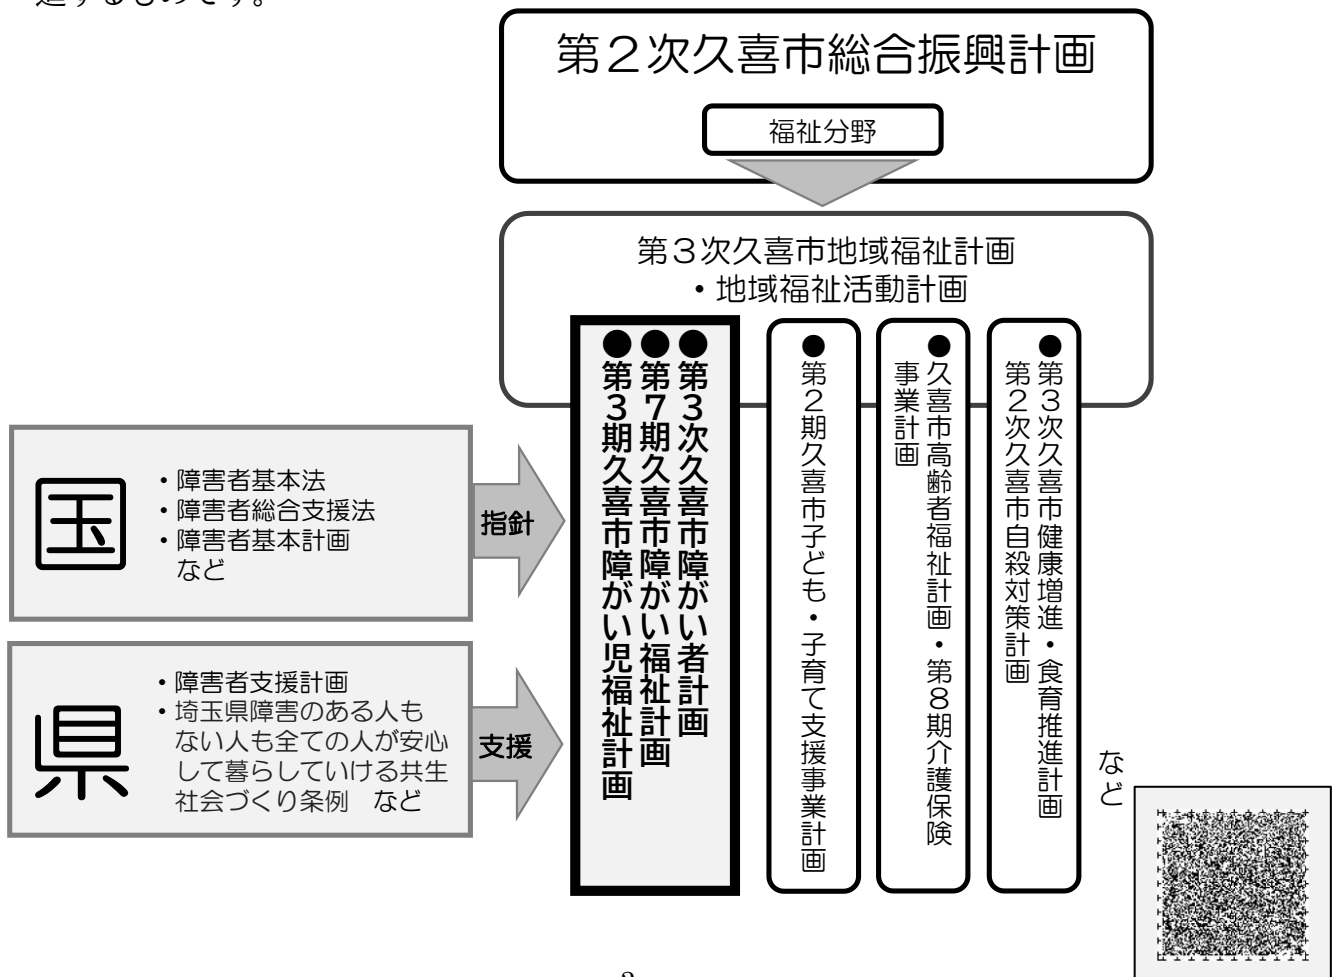 進するものです。
第２次久喜市総合振興計画
福祉分野
第３次久喜市地域福祉計画
・地域福祉活動計画
●第３次久喜市障がい者計画
●第７期久喜市障がい福祉計画
●第３期久喜市障がい児福祉計画
●第２期久喜市子ども・子育て支援事業計画
●久喜市高齢者福祉計画・第８期介護保険
事業計画
●第３次久喜市健康増進・食育推進計画
第２次久喜市自殺対策計画
など
国
・障害者基本法
・障害者総合支援法
・障害者基本計画
など
指針
県
・障害者支援計画
・埼玉県障害のある人も
ない人も全ての人が安心
して暮らしていける共生
社会づくり条例　など
支援